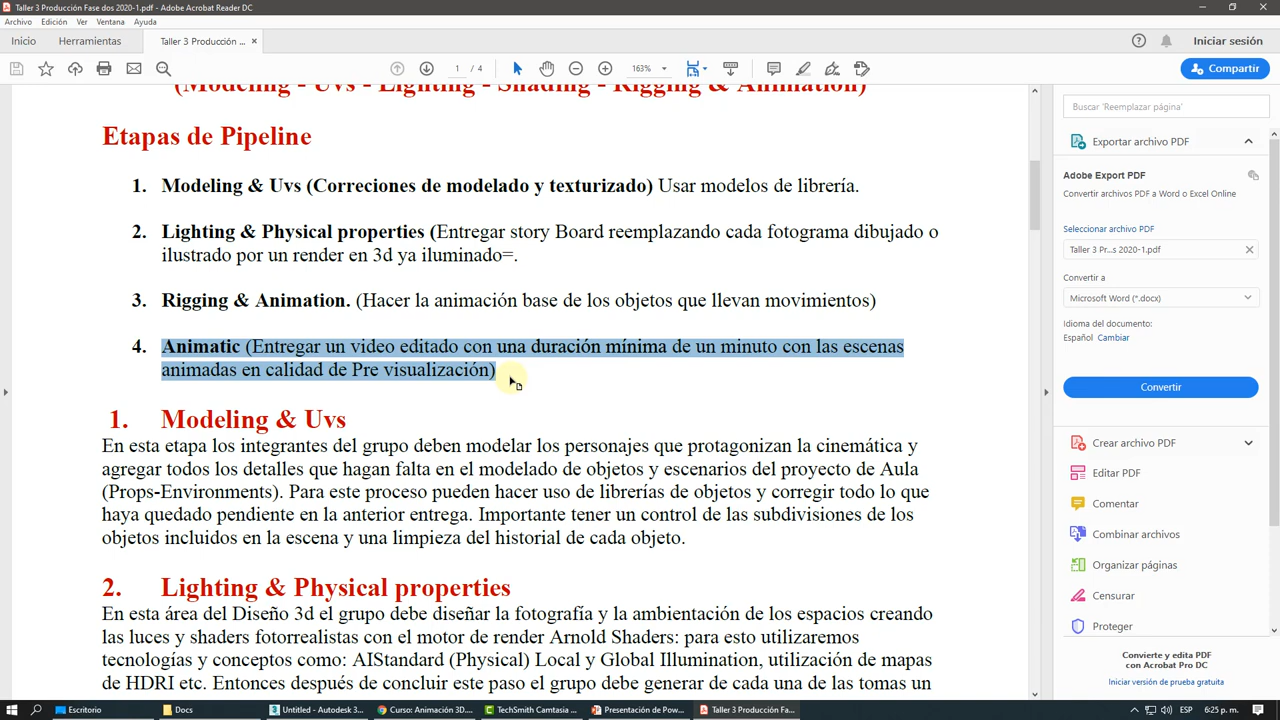 Taller 3 Producción Fase dos 2020-1.pdf - Adobe Acrobat Reader DC
Archivo Edición Ver Ventana Ayuda
Inicio Herramientas Taller 3 Producción ... × Iniciar sesión
1 / 4 163% Compartir
(Modeling - Uvs - Lighting - Shading - Rigging & Animation)
Etapas de Pipeline
1. Modeling & Uvs (Correciones de modelado y texturizado) Usar modelos de librería.
2. Lighting & Physical properties (Entregar story Board reemplazando cada fotograma dibujado o
ilustrado por un render en 3d ya iluminado=.
3. Rigging & Animation. (Hacer la animación base de los objetos que llevan movimientos)
4. Animatic (Entregar un video editado con una duración mínima de un minuto con las escenas
animadas en calidad de Pre visualización)
1. Modeling & Uvs
En esta etapa los integrantes del grupo deben modelar los personajes que protagonizan la cinemática y
agregar todos los detalles que hagan falta en el modelado de objetos y escenarios del proyecto de Aula
(Props-Environments). Para este proceso pueden hacer uso de librerías de objetos y corregir todo lo que
haya quedado pendiente en la anterior entrega. Importante tener un control de las subdivisiones de los
objetos incluidos en la escena y una limpieza del historial de cada objeto.
2. Lighting & Physical properties
En esta área del Diseño 3d el grupo debe diseñar la fotografía y la ambientación de los espacios creando
las luces y shaders fotorrealistas con el motor de render Arnold Shaders: para esto utilizaremos
tecnologías y conceptos como: AIStandard (Physical) Local y Global Illumination, utilización de mapas
de HDRI etc. Entonces después de concluir este paso el grupo debe generar de cada una de las tomas un
Buscar 'Reemplazar página'
Exportar archivo PDF
Adobe Export PDF
Convertir archivos PDF a Word o Excel Online
Seleccionar archivo PDF
Taller 3 Pr...s 2020-1.pdf
Convertir a
Microsoft Word (*.docx)
Idioma del documento:
Español Cambiar
Convertir
Crear archivo PDF
Editar PDF
Comentar
Combinar archivos
Organizar páginas
Censurar
Proteger
Convierte y edita PDF
con Acrobat Pro DC
Iniciar versión de prueba gratuita
Escritorio Docs Untitled - Autodesk 3... Curso: Animación 3D.... TechSmith Camtasia ... Presentación de Pow... Taller 3 Producción Fa... ESP 6:25 p. m.